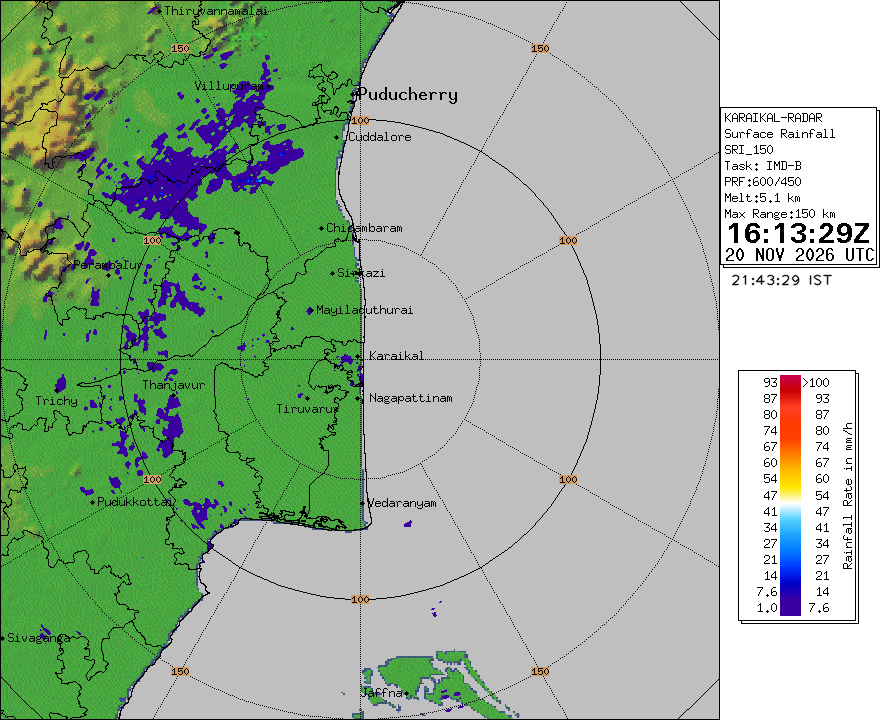 Thiruvannamalai
150
150
Villupuram
Puducherry
100
Cuddalore
Chidambaram
100
100
Perambalur
Sirkazi
Mayiladuthurai
Karaikal
Thanjavur
Trichy
Tiruvarur
Nagapattinam
100
100
Pudukkottai
Vedaranyam
100
Sivaganga
150
150
Jaffna
KARAIKAL-RADAR
Surface Rainfall
SRI_150
Task: IMD-B
PRF:600/450
Melt:5.1 km
Max Range:150 km
16:13:29Z
20 NOV 2026 UTC
21:43:29 IST
93 >100
87 93
80 87
74 80
67 74
60 67
54 60
47 54
41 47
34 41
27 34
21 27
14 21
7.6 14
1.0 7.6
Rainfall Rate in mm/h